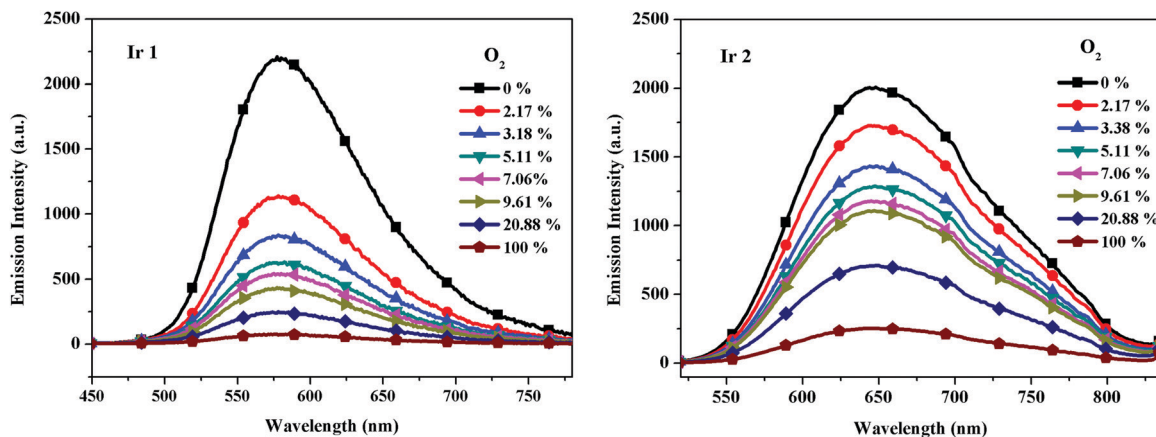 2500
2000
1500
1000
500
0
Emission Intensity (a.u.)
Ir 1
O2
0 %
2.17 %
3.18 %
5.11 %
7.06%
9.61 %
20.88 %
100 %
450 500 550 600 650 700 750
Wavelength (nm)
2500
2000
1500
1000
500
0
Emission Intensity (a.u.)
Ir 2
O2
0 %
2.17 %
3.38 %
5.11 %
7.06 %
9.61 %
20.88 %
100 %
550 600 650 700 750 800
Wavelength (nm)